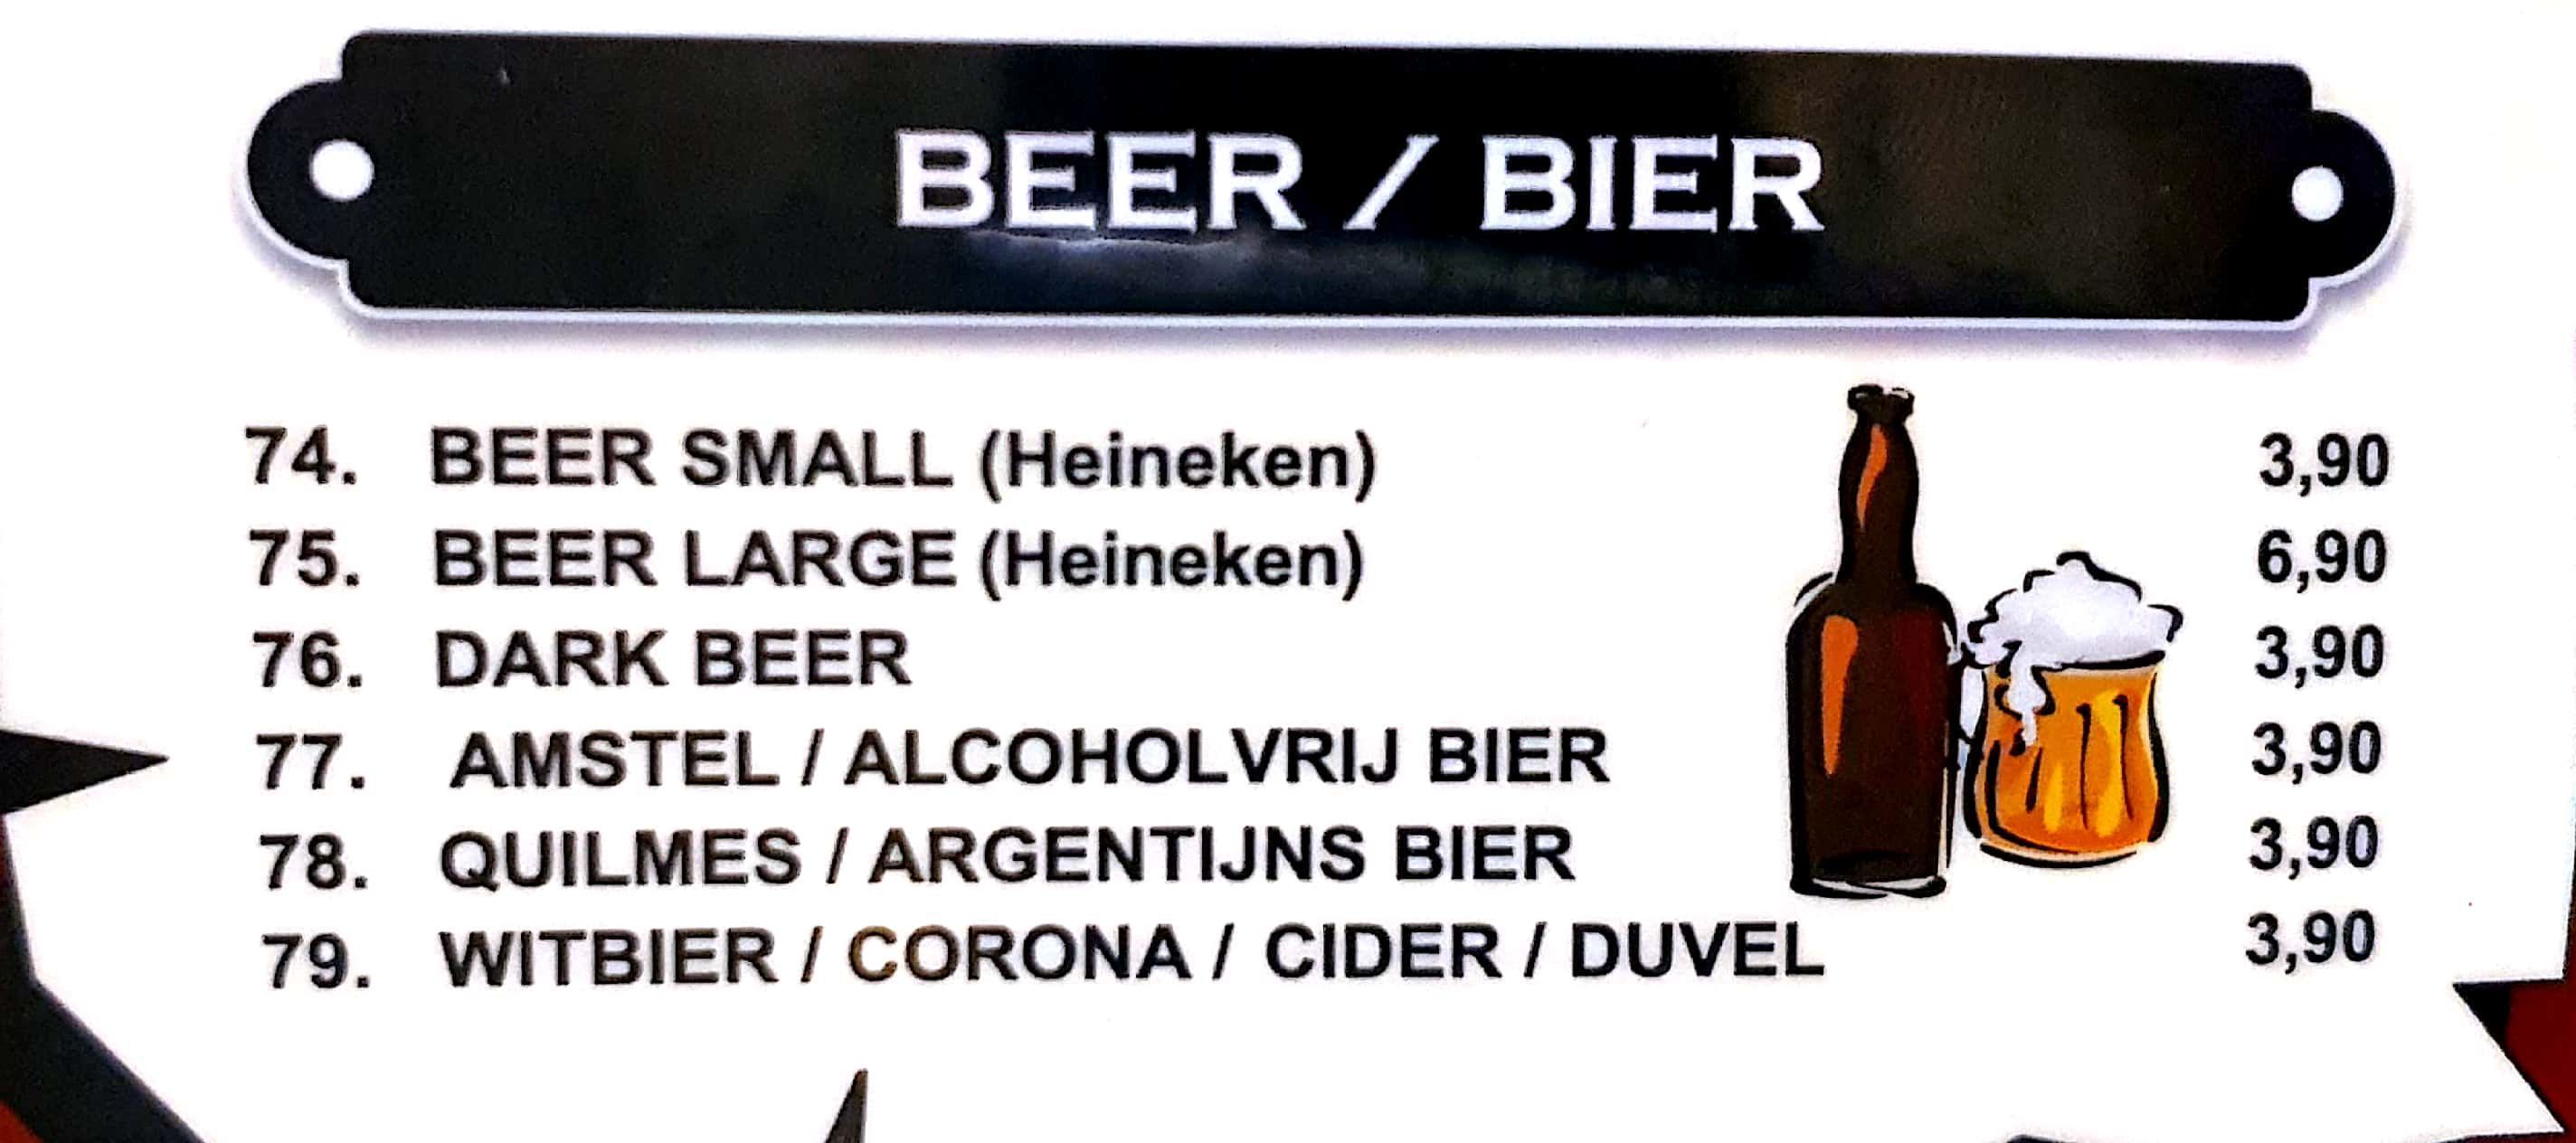 BEER / BIER
74. BEER SMALL (Heineken) 3,90
75. BEER LARGE (Heineken) 6,90
76. DARK BEER 3,90
77. AMSTEL / ALCOHOLVRIJ BIER 3,90
78. QUILMES / ARGENTIJNS BIER 3,90
79. WITBIER / CORONA / CIDER / DUVEL 3,90